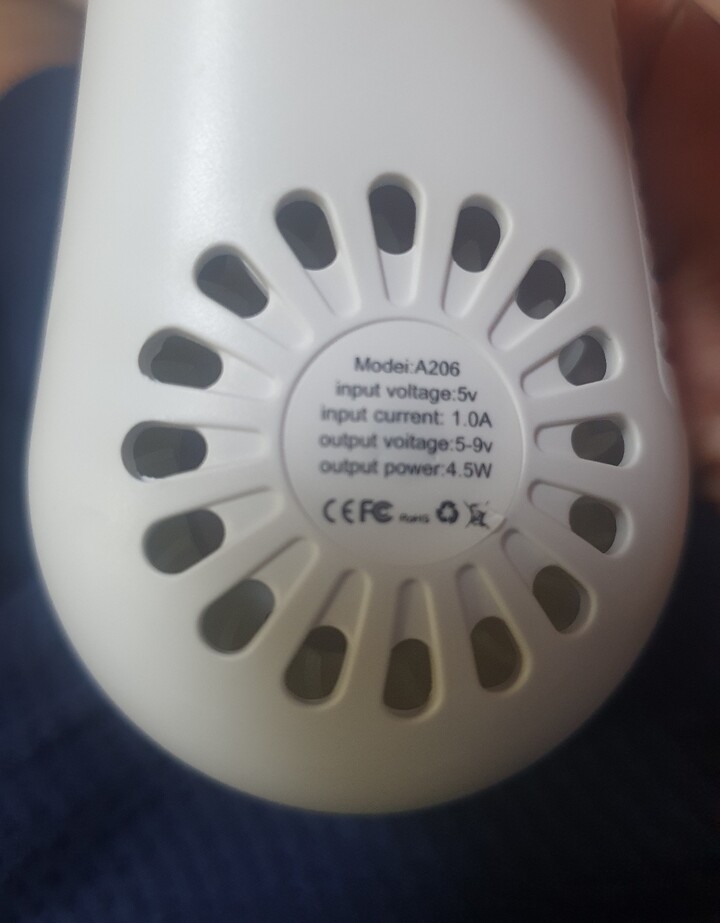 Modei:A206
input voltage:5v
input current: 1.0A
output voitage:5-9v
output power:4.5W
CE FC RoHS